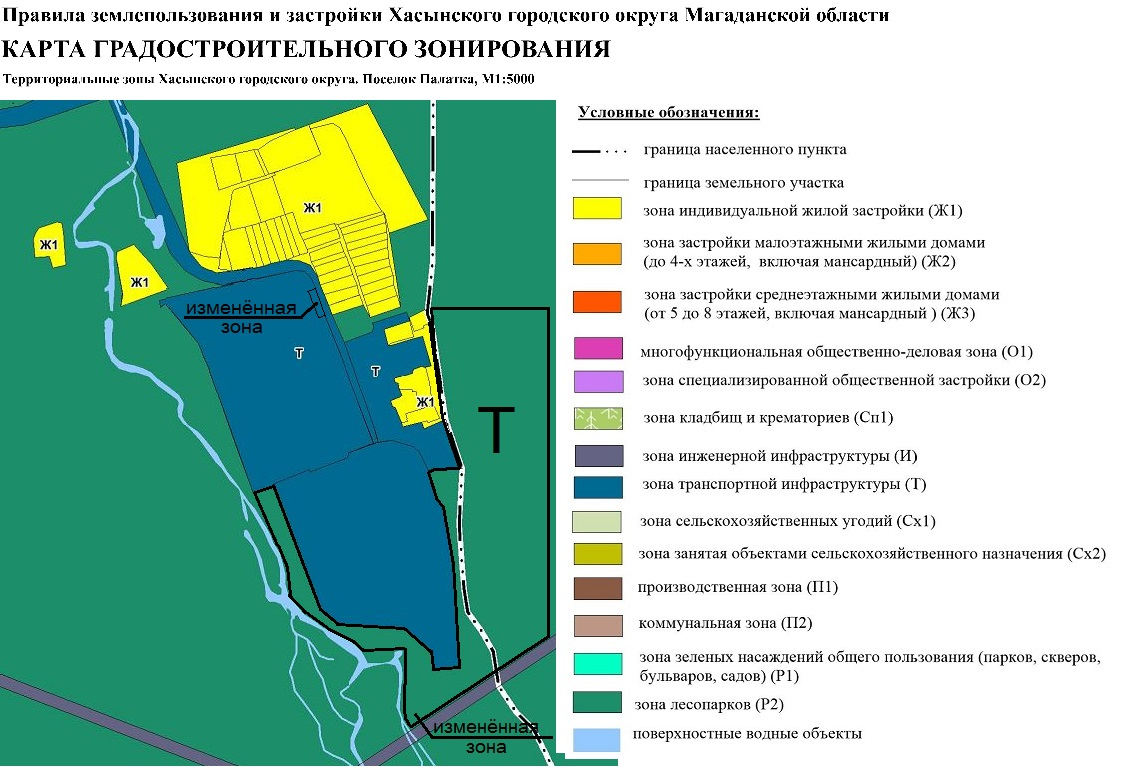 Правила землепользования и застройки Хасынского городского округа Магаданской области
КАРТА ГРАДОСТРОИТЕЛЬНОГО ЗОНИРОВАНИЯ
Территориальные зоны Хасынского городского округа. Поселок Палатка, М1:5000
Ж1
Ж1
Ж1
изменённая
зона
Т
Т
Ж1
Т
изменённая
зона
Условные обозначения:
граница населенного пункта
граница земельного участка
зона индивидуальной жилой застройки (Ж1)
зона застройки малоэтажными жилыми домами
(до 4-х этажей, включая мансардный) (Ж2)
зона застройки среднеэтажными жилыми домами
(от 5 до 8 этажей, включая мансардный ) (Ж3)
многофункциональная общественно-деловая зона (О1)
зона специализированной общественной застройки (О2)
зона кладбищ и крематориев (Сп1)
зона инженерной инфраструктуры (И)
зона транспортной инфраструктуры (Т)
зона сельскохозяйственных угодий (Сх1)
зона занятая объектами сельскохозяйственного назначения (Сх2)
производственная зона (П1)
коммунальная зона (П2)
зона зеленых насаждений общего пользования (парков, скверов,
бульваров, садов) (Р1)
зона лесопарков (Р2)
поверхностные водные объекты